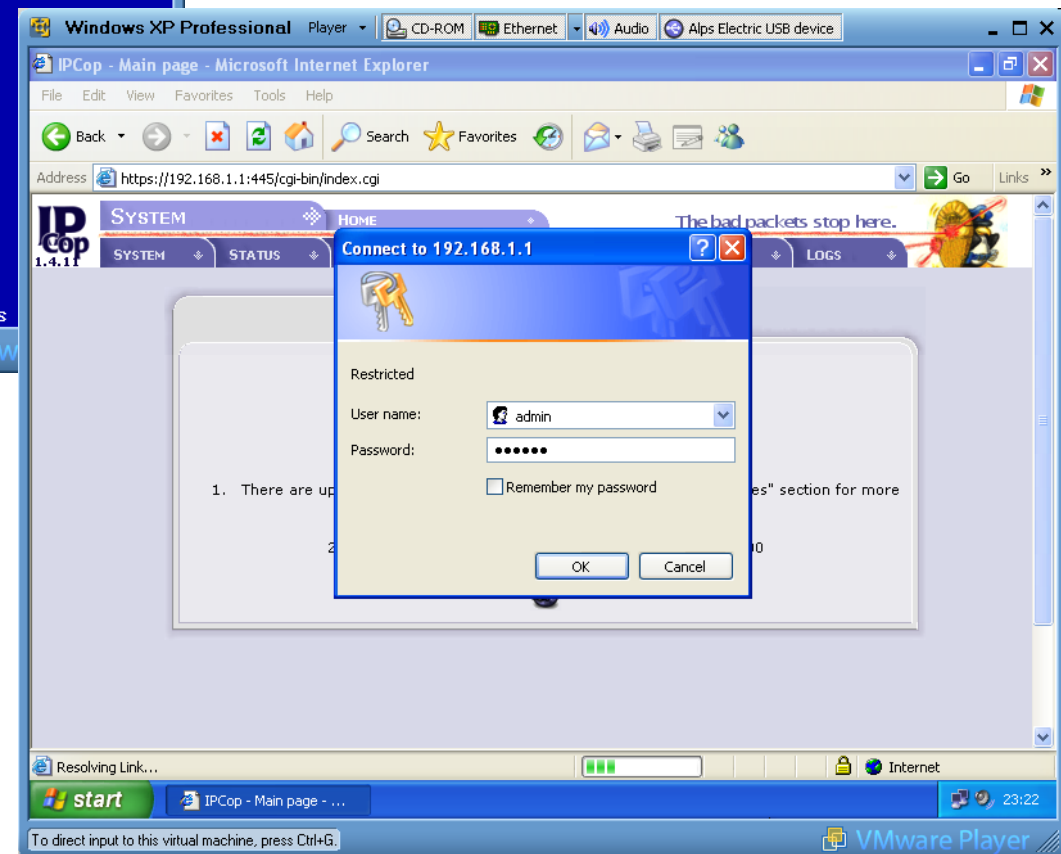 Windows XP Professional Player CD-ROM Ethernet Audio Alps Electric USB device
IPCop - Main page - Microsoft Internet Explorer
File Edit View Favorites Tools Help
Back Search Favorites
Address https://192.168.1.1:445/cgi-bin/index.cgi Go Links »
IP COP 1.4.11
SYSTEM HOME The bad packets stop here.
SYSTEM STATUS LOGS
Connect to 192.168.1.1
Restricted
User name: admin
Password: ●●●●●●
Remember my password
1. There are up es" section for more
2 00
OK Cancel
s
W
Resolving Link... Internet
start IPCop - Main page - ... 23:22
To direct input to this virtual machine, press Ctrl+G. VMware Player